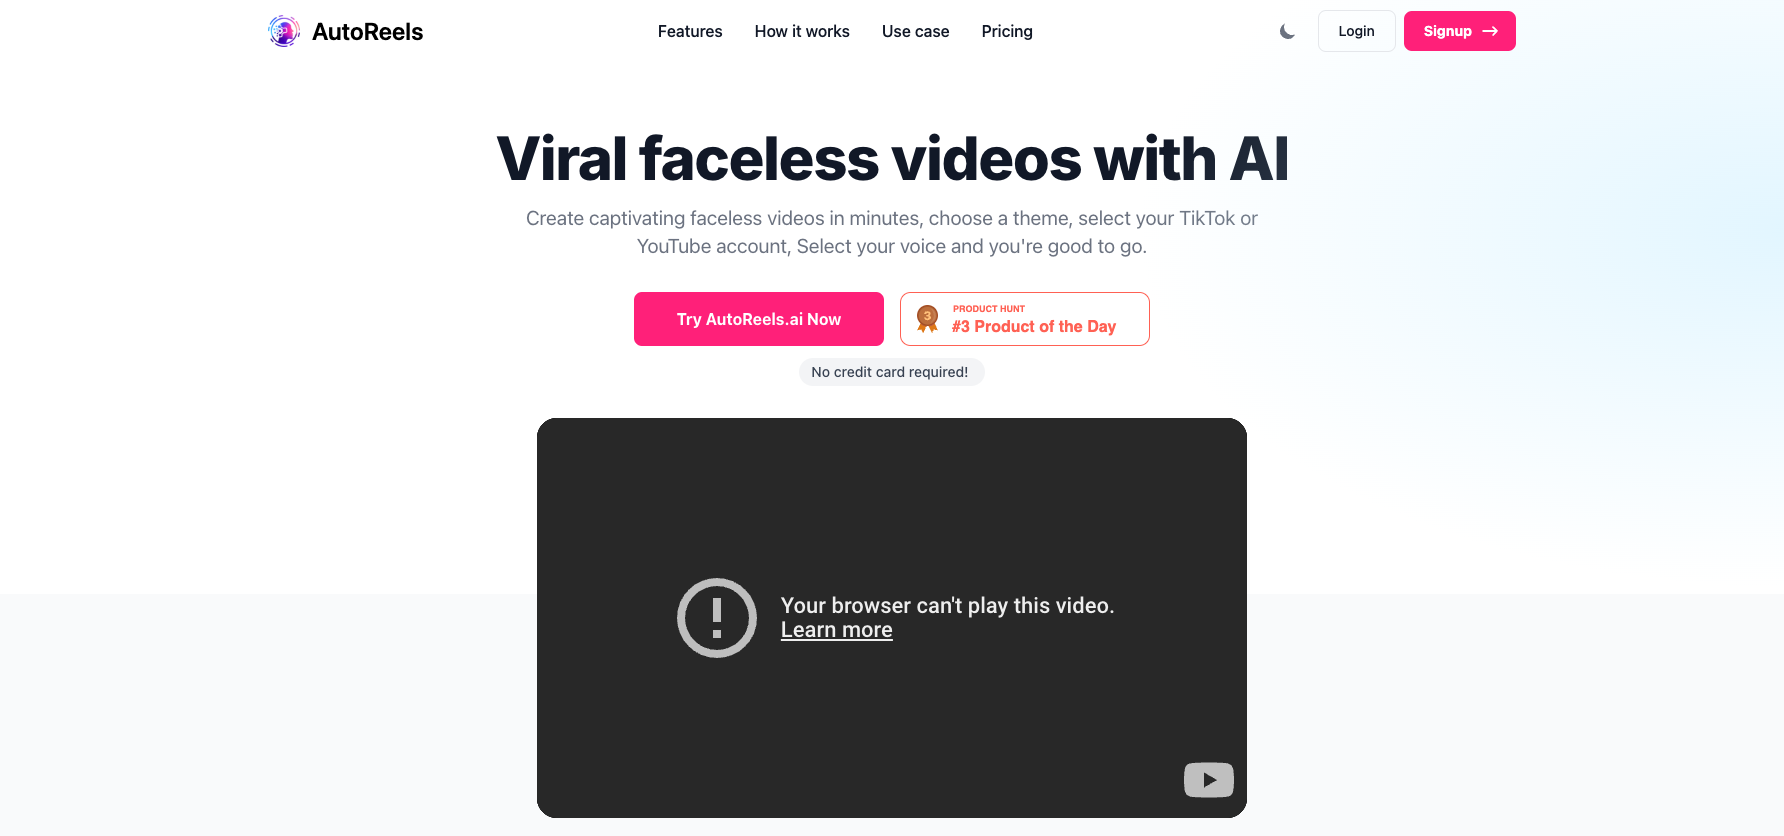 AutoReels
Features
How it works
Use case
Pricing
Login
Signup →
Viral faceless videos with AI
Create captivating faceless videos in minutes, choose a theme, select your TikTok or
YouTube account, Select your voice and you're good to go.
Try AutoReels.ai Now
3
PRODUCT HUNT
#3 Product of the Day
No credit card required!
Your browser can't play this video.
Learn more